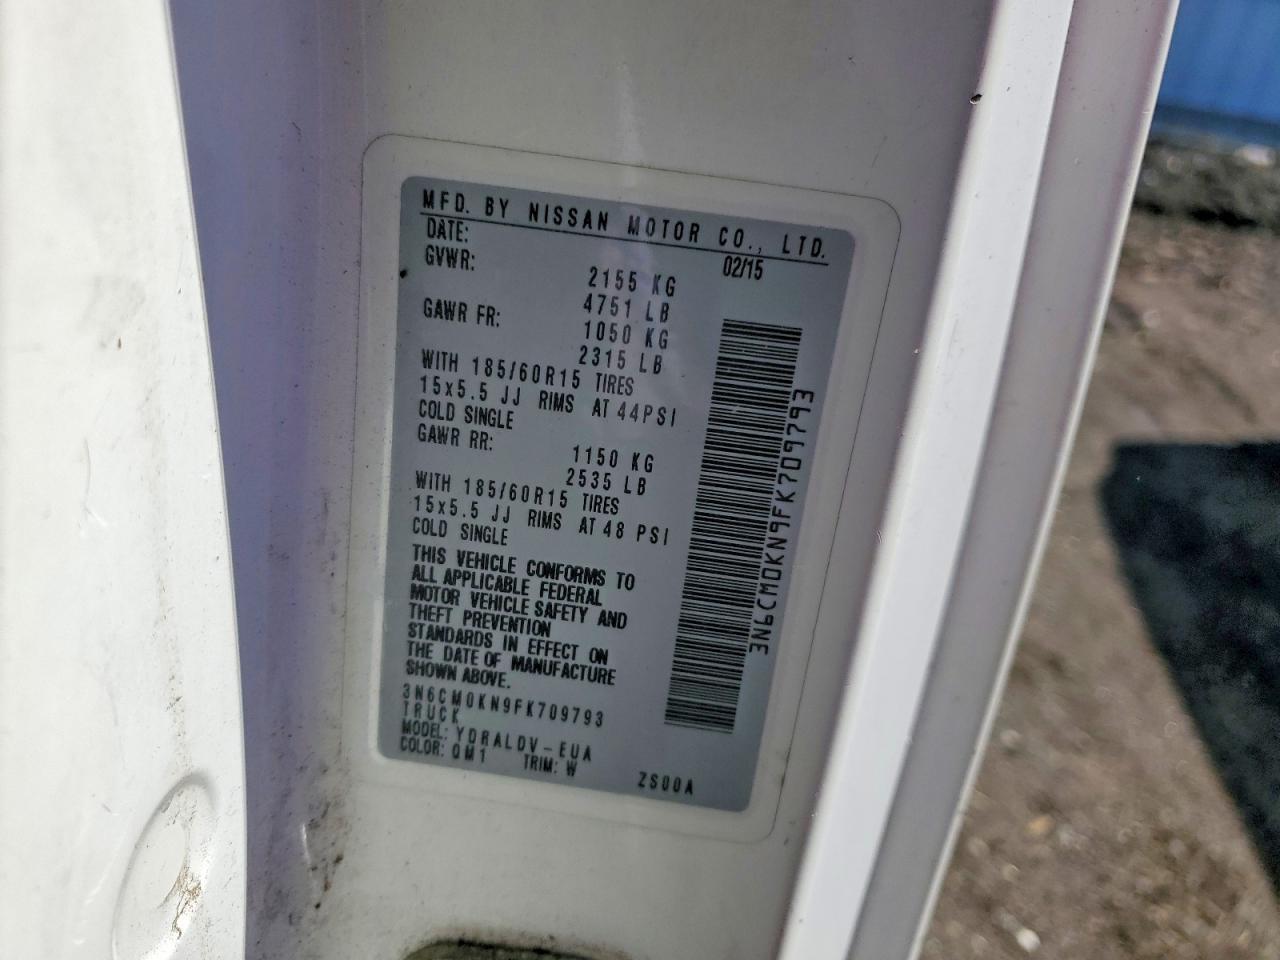 MFD. BY NISSAN MOTOR CO., LTD.
DATE: 02/15
GVWR: 2155 KG
4751 LB
GAWR FR: 1050 KG
2315 LB
WITH 185/60R15 TIRES
15x5.5 JJ RIMS AT 44PSI
COLD SINGLE
GAWR RR: 1150 KG
2535 LB
WITH 185/60R15 TIRES
15x5.5 JJ RIMS AT 48 PSI
COLD SINGLE
THIS VEHICLE CONFORMS TO
ALL APPLICABLE FEDERAL
MOTOR VEHICLE SAFETY AND
THEFT PREVENTION
STANDARDS IN EFFECT ON
THE DATE OF MANUFACTURE
SHOWN ABOVE.
3N6CM0KN9FK709793
TRUCK
MODEL: YDRALDV-EUA
COLOR: QM1 TRIM: W ZS00A
3N6CM0KN9FK709793